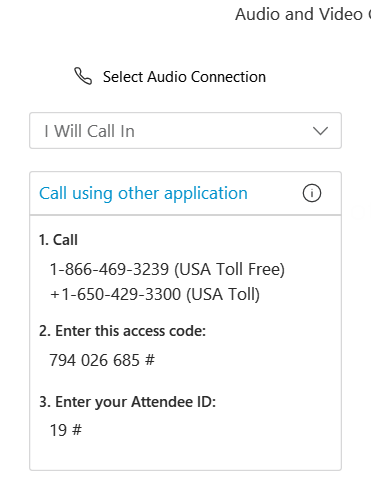 Audio and Video
Select Audio Connection
I Will Call In
Call using other application
1. Call
1-866-469-3239 (USA Toll Free)
+1-650-429-3300 (USA Toll)
2. Enter this access code:
794 026 685 #
3. Enter your Attendee ID:
19 #